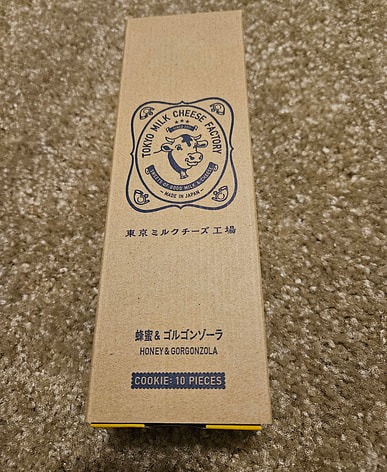 TOKYO MILK CHEESE FACTORY
MADE IN JAPAN
東京ミルクチーズ工場
蜂蜜&ゴルゴンゾーラ
HONEY & GORGONZOLA
COOKIE: 10 PIECES